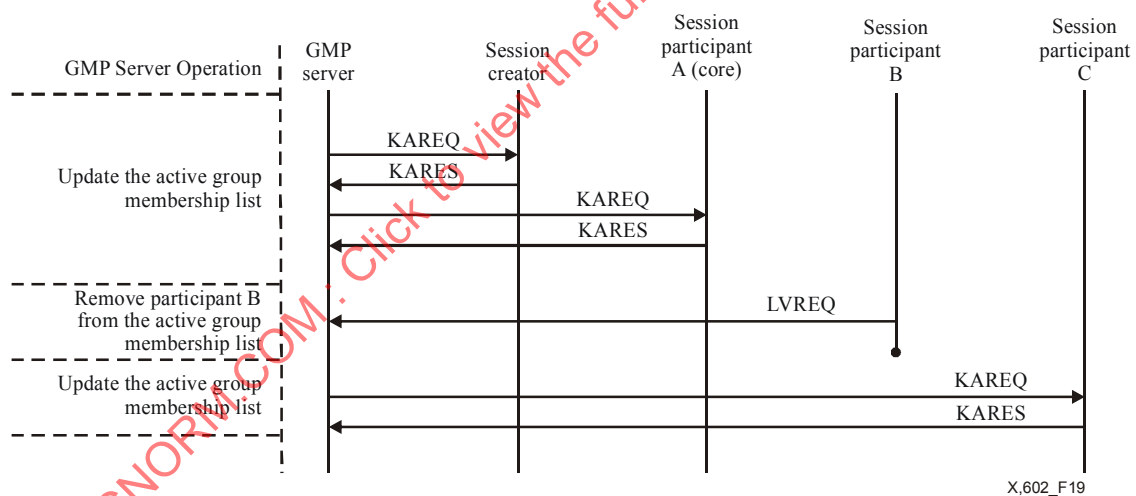 GMP Server Operation
GMP
server
Session
creator
Session
participant
A (core)
Session
participant
B
Session
participant
C
Update the active group
membership list
KAREQ
KARES
KAREQ
KARES
Remove participant B
from the active group
membership list
LVREQ
Update the active group
membership list
KAREQ
KARES
X,602_F19
SNORM.COM : Click to view the fu